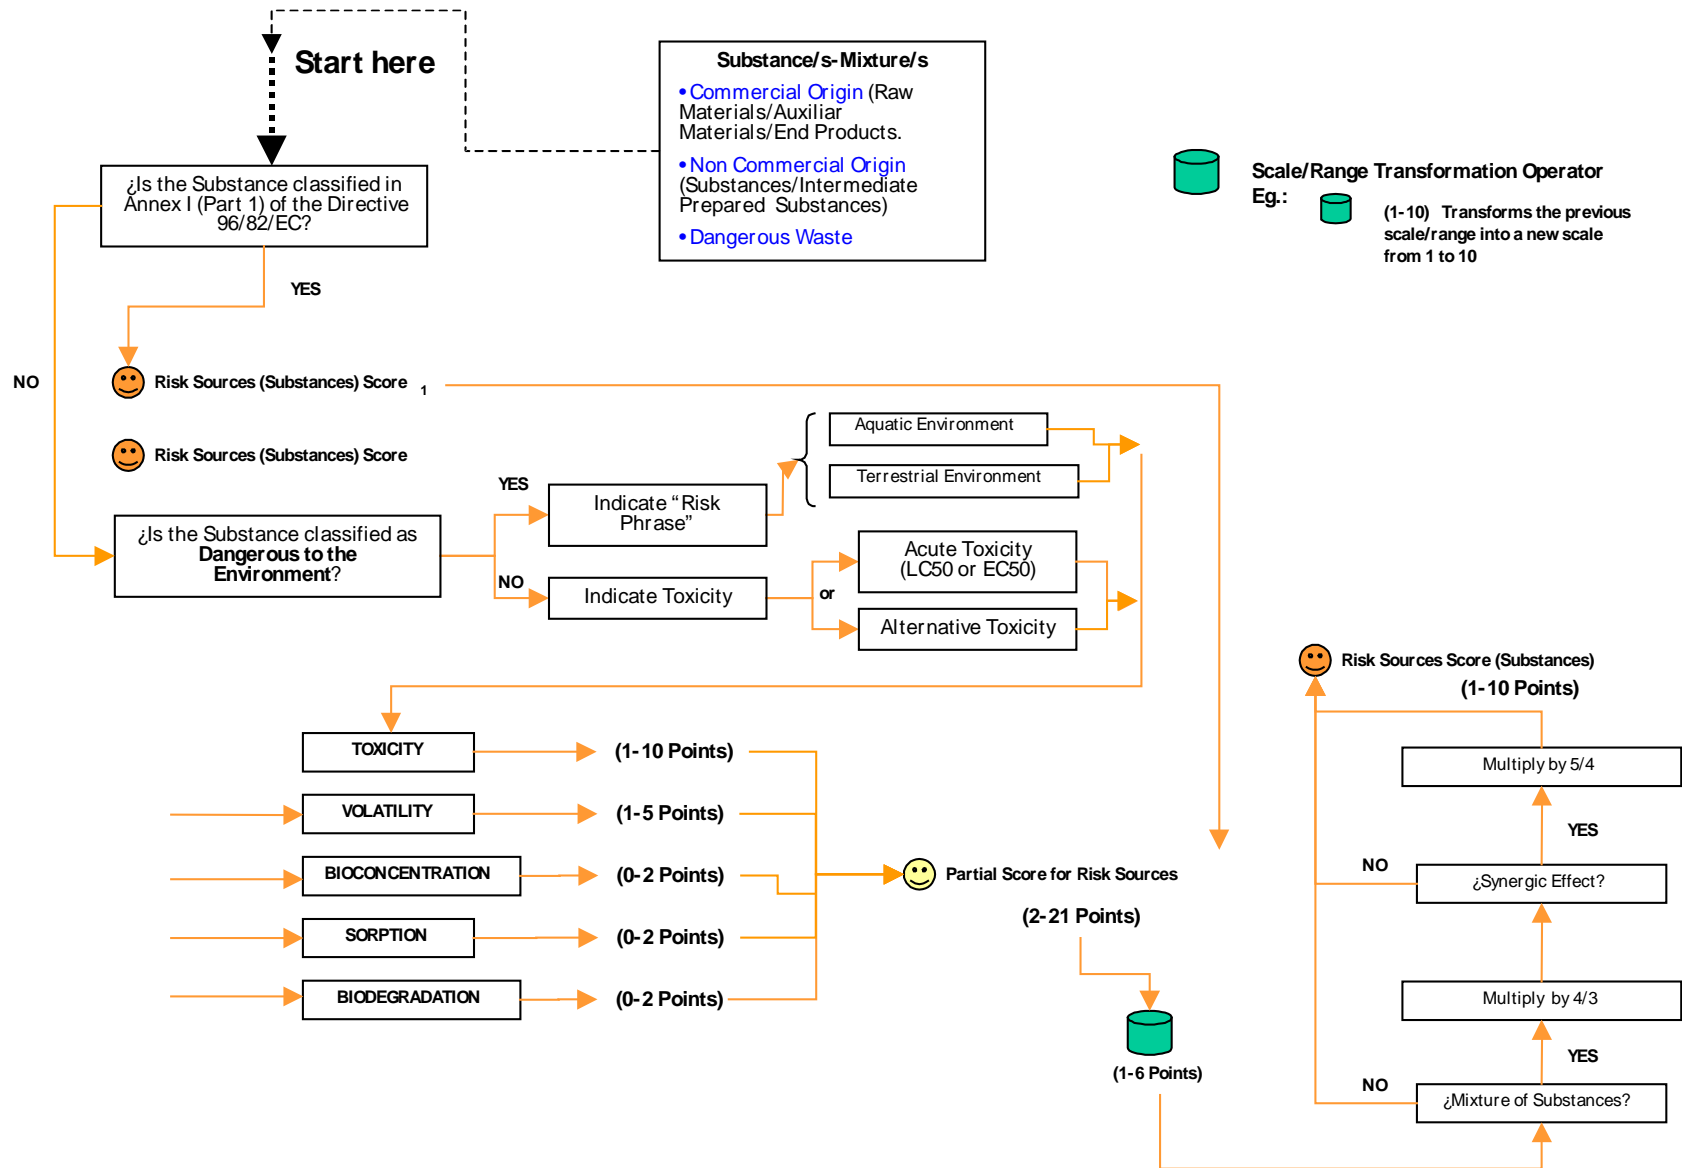 Start here
Substance/s-Mixture/s
• Commercial Origin (Raw
Materials/Auxiliar
Materials/End Products.
• Non Commercial Origin
(Substances/Intermediate
Prepared Substances)
• Dangerous Waste
Scale/Range Transformation Operator
Eg.:
(1-10) Transforms the previous
scale/range into a new scale
from 1 to 10
¿Is the Substance classified in
Annex I (Part 1) of the Directive
96/82/EC?
YES
NO
Risk Sources (Substances) Score 1
Risk Sources (Substances) Score
¿Is the Substance classified as
Dangerous to the
Environment?
YES
NO
Indicate “Risk
Phrase”
Aquatic Environment
Terrestrial Environment
Indicate Toxicity
or
Acute Toxicity
(LC50 or EC50)
Alternative Toxicity
TOXICITY
(1-10 Points)
VOLATILITY
(1-5 Points)
BIOCONCENTRATION
(0-2 Points)
SORPTION
(0-2 Points)
BIODEGRADATION
(0-2 Points)
Partial Score for Risk Sources
(2-21 Points)
(1-6 Points)
Risk Sources Score (Substances)
(1-10 Points)
Multiply by 5/4
YES
NO
¿Synergic Effect?
Multiply by 4/3
YES
NO
¿Mixture of Substances?